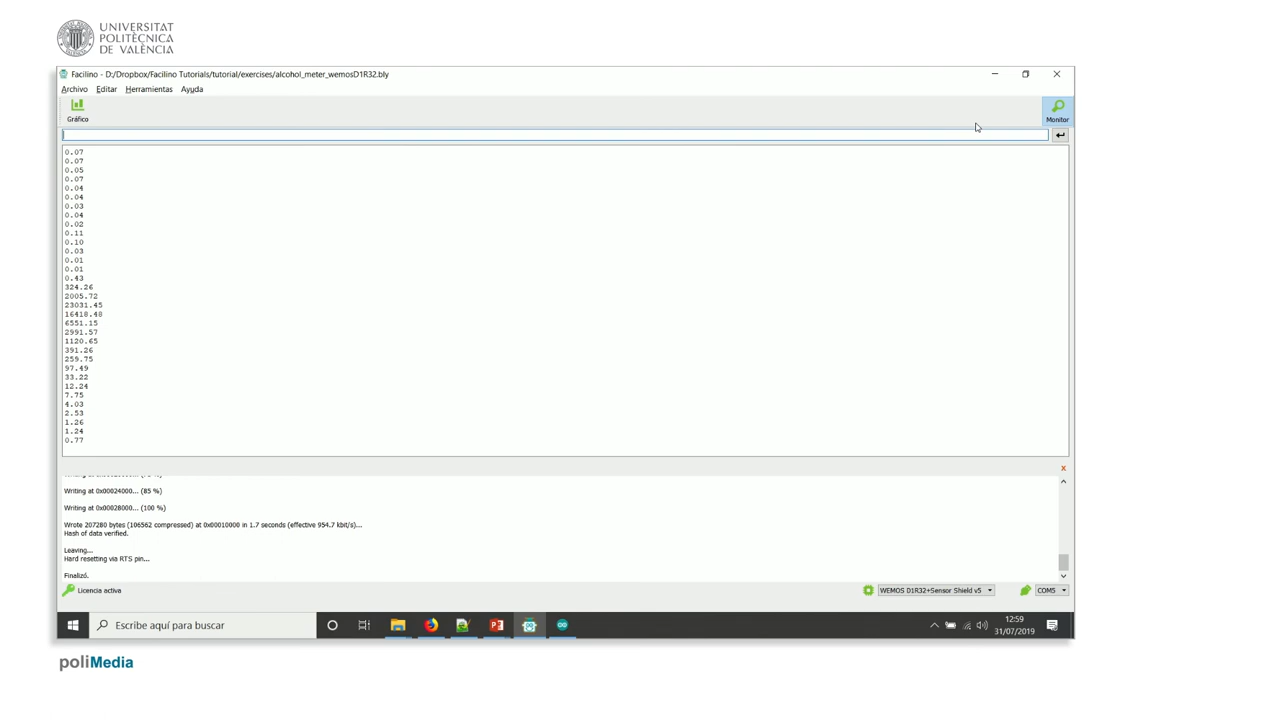 UNIVERSITAT
POLITÈCNICA
DE VALÈNCIA
Facilino - D:/Dropbox/Facilino Tutorials/tutorial/exercises/alcohol_meter_wemosD1R32.bly
Archivo Editar Herramientas Ayuda
Gráfico
Monitor
0.07
0.07
0.05
0.07
0.04
0.04
0.03
0.04
0.02
0.11
0.10
0.03
0.01
0.01
0.43
324.26
2005.72
23031.45
16418.48
6551.15
2991.57
1120.65
391.26
259.75
97.49
33.22
12.24
7.75
4.03
2.53
1.26
1.24
0.77
x
Writing at 0x00024000... (85 %)
Writing at 0x00028000... (100 %)
Wrote 207280 bytes (106562 compressed) at 0x00010000 in 1.7 seconds (effective 954.7 kbit/s)...
Hash of data verified.
Leaving...
Hard resetting via RTS pin...
Finalizó.
Licencia activa
WEMOS D1R32+Sensor Shield v5
COM5
Escribe aquí para buscar
12:59
31/07/2019
poliMedia